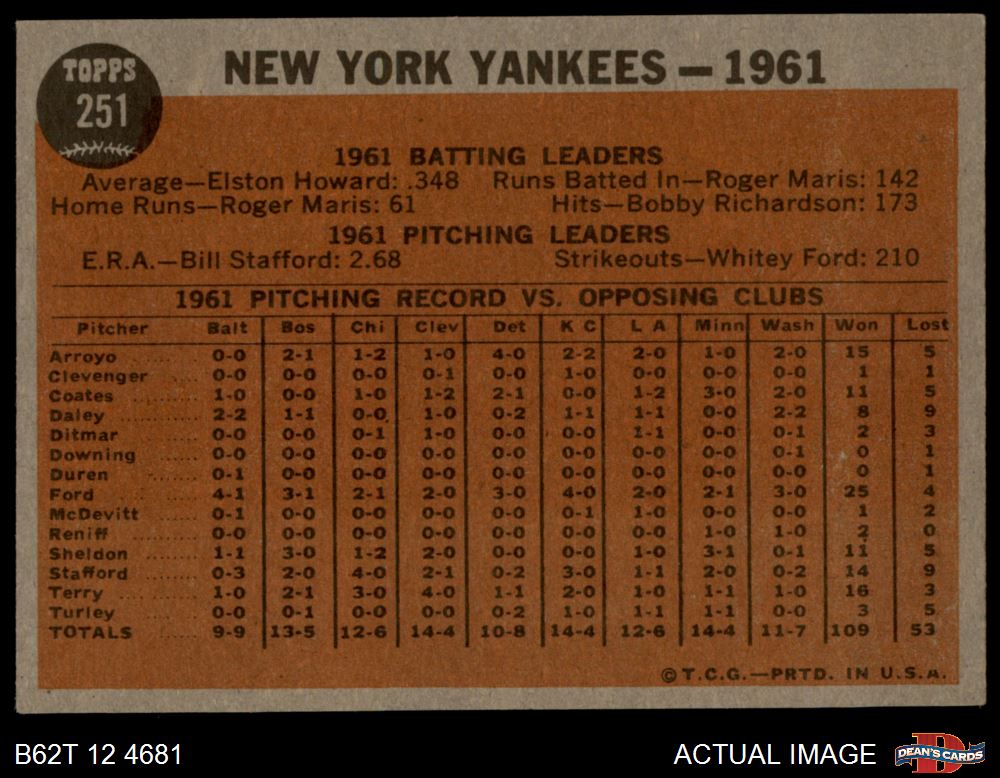 TOPPS
251
NEW YORK YANKEES — 1961
1961 BATTING LEADERS
Average—Elston Howard: .348 Runs Batted In—Roger Maris: 142
Home Runs—Roger Maris: 61 Hits—Bobby Richardson: 173
1961 PITCHING LEADERS
E.R.A.—Bill Stafford: 2.68 Strikeouts—Whitey Ford: 210
1961 PITCHING RECORD VS. OPPOSING CLUBS
Pitcher Balt Bos Chi Clev Det K C L A Minn Wash Won Lost
Arroyo ..... 0-0 2-1 1-2 1-0 4-0 2-2 2-0 1-0 2-0 15 5
Clevenger .... 0-0 0-0 0-0 0-1 0-0 1-0 0-0 0-0 0-0 1 1
Coates ..... 1-0 0-0 1-0 1-2 2-1 0-0 1-2 3-0 2-0 11 5
Daley ..... 2-2 1-1 0-0 1-0 0-2 1-1 1-1 0-0 2-2 8 9
Ditmar ..... 0-0 0-0 0-1 1-0 0-0 0-0 1-1 0-0 0-1 2 3
Downing ..... 0-0 0-0 0-0 0-0 0-0 0-0 0-0 0-0 0-1 0 1
Duren ..... 0-1 0-0 0-0 0-0 0-0 0-0 0-0 0-0 0-0 0 1
Ford ..... 4-1 3-1 2-1 2-0 3-0 4-0 2-0 2-1 3-0 25 4
McDevitt ..... 0-1 0-0 0-0 0-0 0-0 0-1 1-0 0-0 0-0 1 2
Reniff ..... 0-0 0-0 0-0 0-0 0-0 0-0 0-0 1-0 1-0 2 0
Sheldon ..... 1-1 3-0 1-2 2-0 0-0 0-0 1-0 3-1 0-1 11 5
Stafford ..... 0-3 2-0 4-0 2-1 0-2 3-0 1-1 2-0 0-2 14 9
Terry ..... 1-0 2-1 3-0 4-0 1-1 2-0 1-0 1-1 1-0 16 3
Turley ..... 0-0 0-1 0-0 0-0 0-2 1-0 1-1 1-1 0-0 3 5
TOTALS ..... 9-9 13-5 12-6 14-4 10-8 14-4 12-6 14-4 11-7 109 53
© T.C.G.—PRTD. IN U.S.A.
B62T 12 4681 ACTUAL IMAGE
DEAN'S CARDS